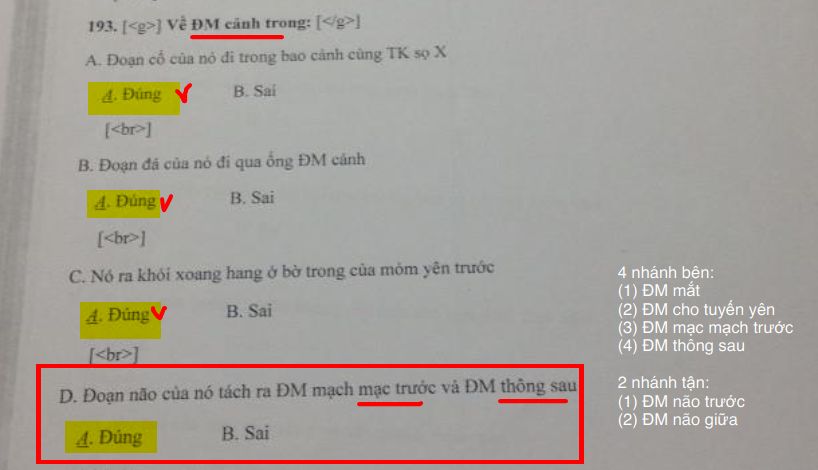 193. [<g>] Về ĐM cảnh trong: [</g>]
A. Đoạn cổ của nó đi trong bao cảnh cùng TK sọ X
A. Đúng B. Sai
[<br>]
B. Đoạn đá của nó đi qua ống ĐM cảnh
A. Đúng B. Sai
[<br>]
C. Nó ra khỏi xoang hang ở bờ trong của mỏm yên trước
A. Đúng B. Sai
[<br>]
D. Đoạn não của nó tách ra ĐM mạch mạc trước và ĐM thông sau
A. Đúng B. Sai
4 nhánh bên:
(1) ĐM mắt
(2) ĐM cho tuyến yên
(3) ĐM mạc mạch trước
(4) ĐM thông sau
2 nhánh tận:
(1) ĐM não trước
(2) ĐM não giữa